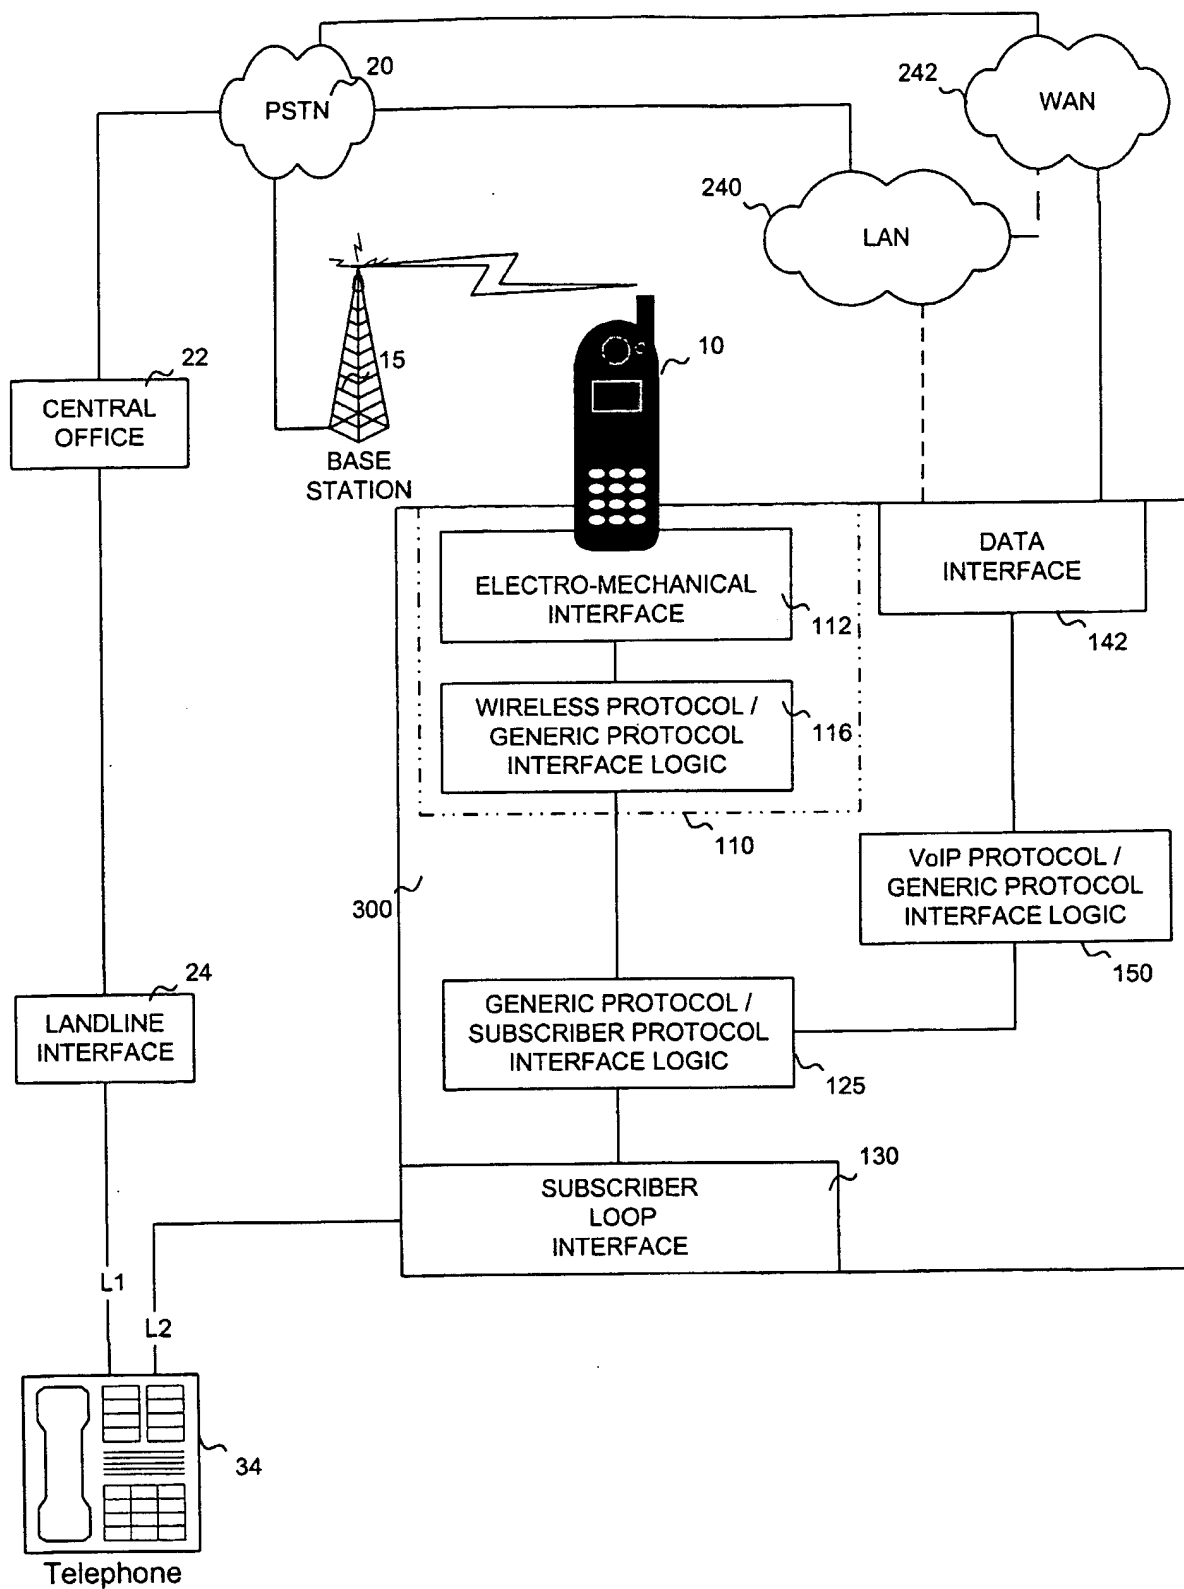 20
PSTN
242
WAN
240
LAN
22
15
10
CENTRAL
OFFICE
BASE
STATION
DATA
INTERFACE
ELECTRO-MECHANICAL
INTERFACE
112
142
WIRELESS PROTOCOL /
GENERIC PROTOCOL
INTERFACE LOGIC
116
110
VoIP PROTOCOL /
GENERIC PROTOCOL
INTERFACE LOGIC
300
150
24
LANDLINE
INTERFACE
GENERIC PROTOCOL /
SUBSCRIBER PROTOCOL
INTERFACE LOGIC
125
130
SUBSCRIBER
LOOP
INTERFACE
L1
L2
34
Telephone